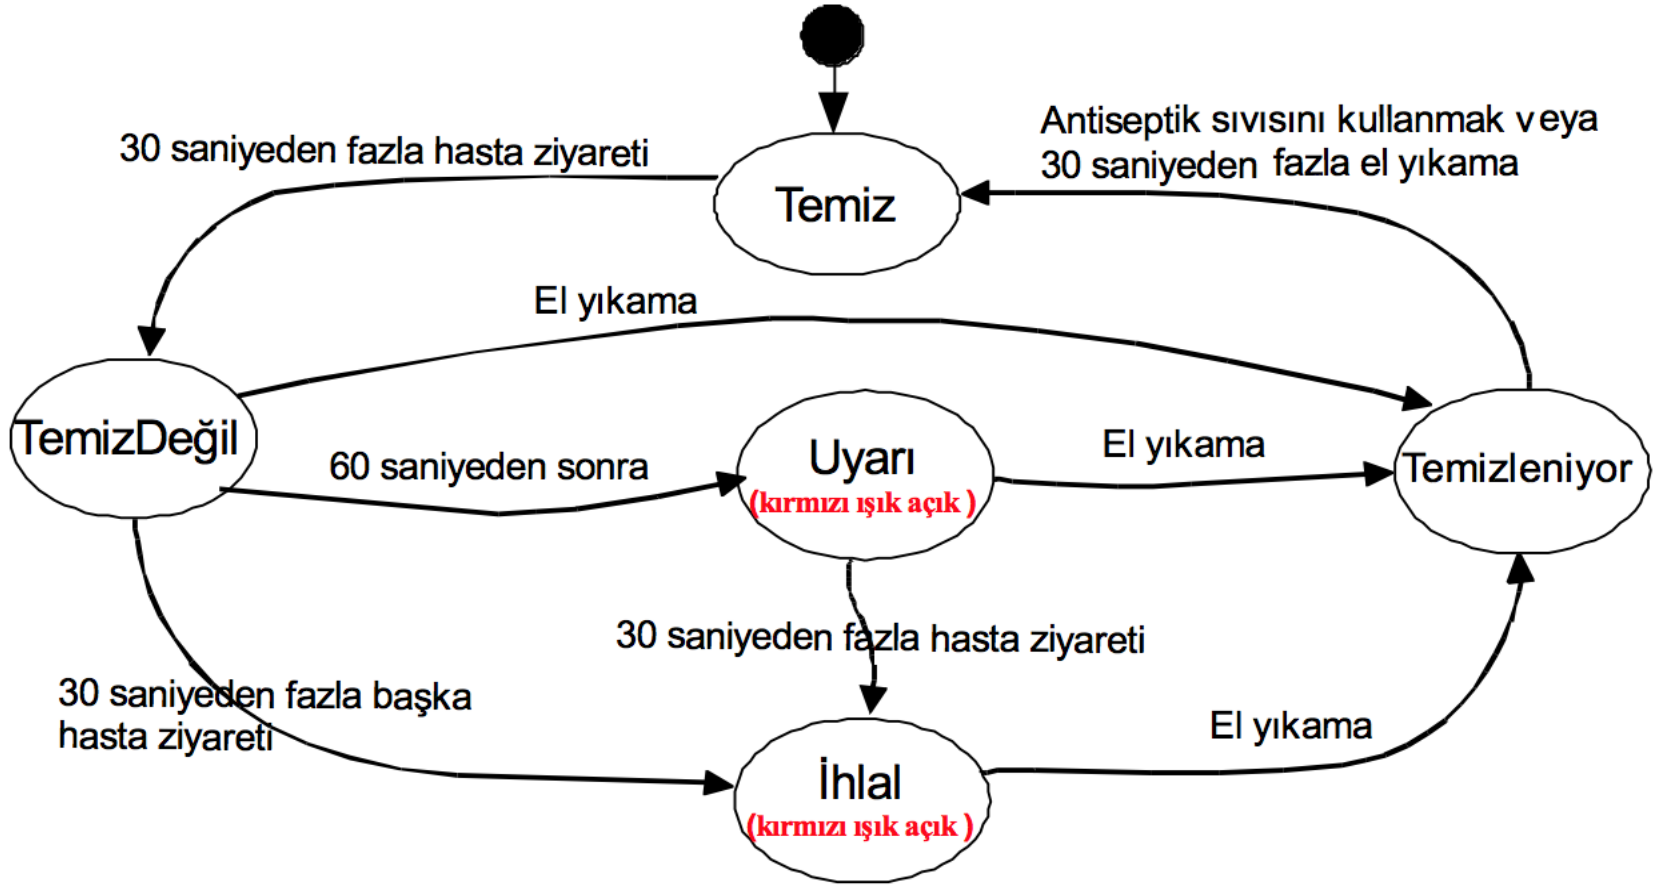 Antiseptik sıvısını kullanmak veya
30 saniyeden fazla el yıkama
30 saniyeden fazla hasta ziyareti
Temiz
El yıkama
TemizDeğil
60 saniyeden sonra
Uyarı
(kırmızı ışık açık )
El yıkama
Temizleniyor
30 saniyeden fazla hasta ziyareti
30 saniyeden fazla başka
hasta ziyareti
El yıkama
İhlal
(kırmızı ışık açık )